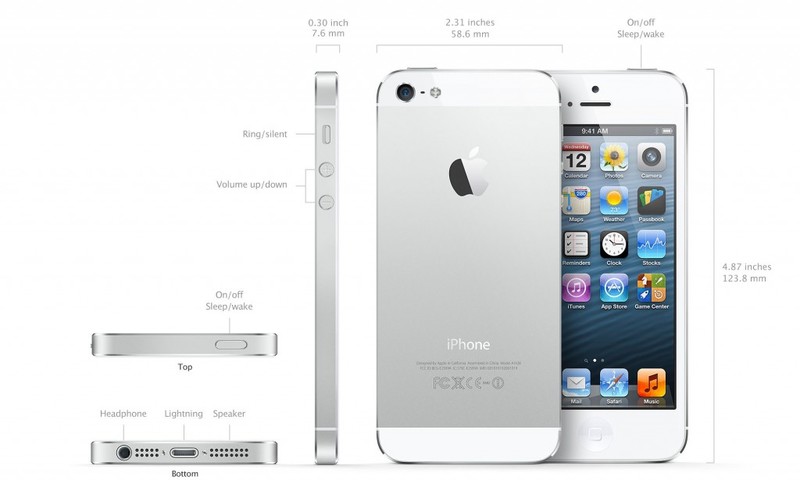 0.30 inch
7.6 mm
2.31 inches
58.6 mm
On/off
Sleep/wake
Ring/silent
Volume up/down
9:41 AM
Wednesday
12
Calendar
Photos
Camera
280
Maps
Weather
Passbook
Reminders
Clock
Stocks
iTunes
App Store
Game Center
Mail
Safari
Music
iPhone
4.87 inches
123.8 mm
On/off
Sleep/wake
Top
Headphone
Lightning
Speaker
Bottom